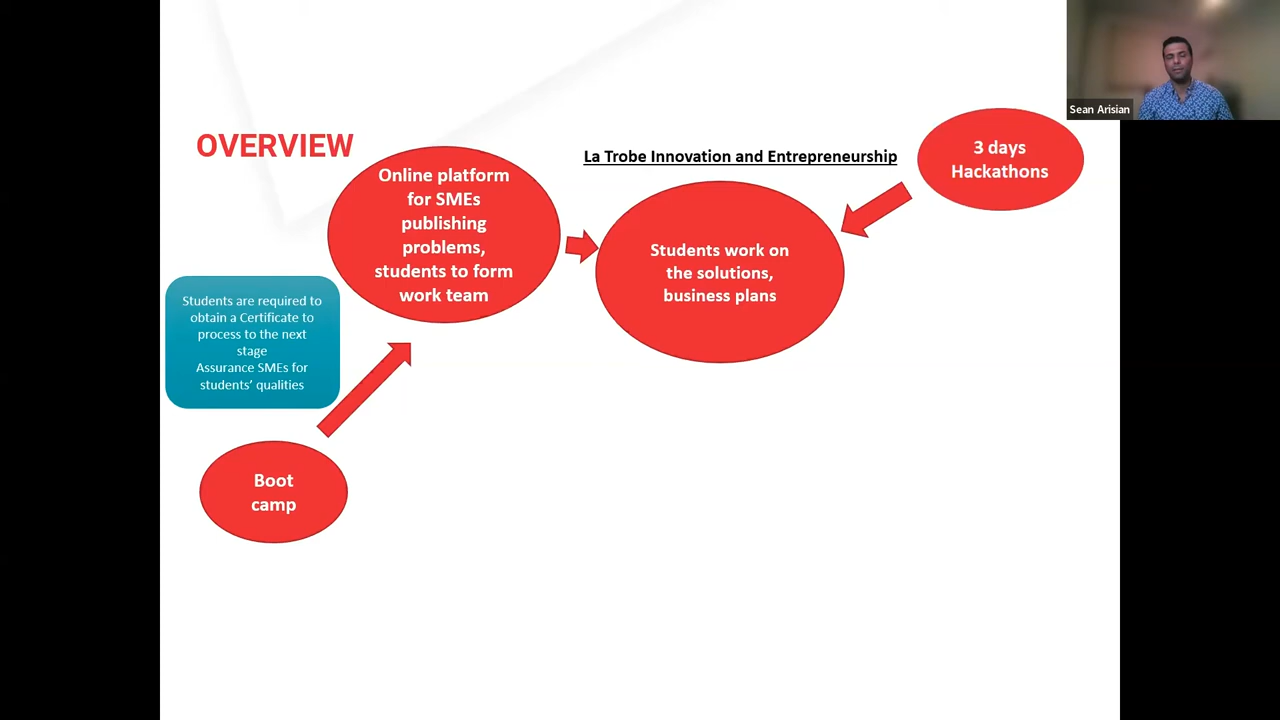 Sean Arisian
OVERVIEW
La Trobe Innovation and Entrepreneurship
3 days
Hackathons
Online platform
for SMEs
publishing
problems,
students to form
work team
Students work on
the solutions,
business plans
Students are required to
obtain a Certificate to
process to the next
stage
Assurance SMEs for
students’ qualities
Boot
camp